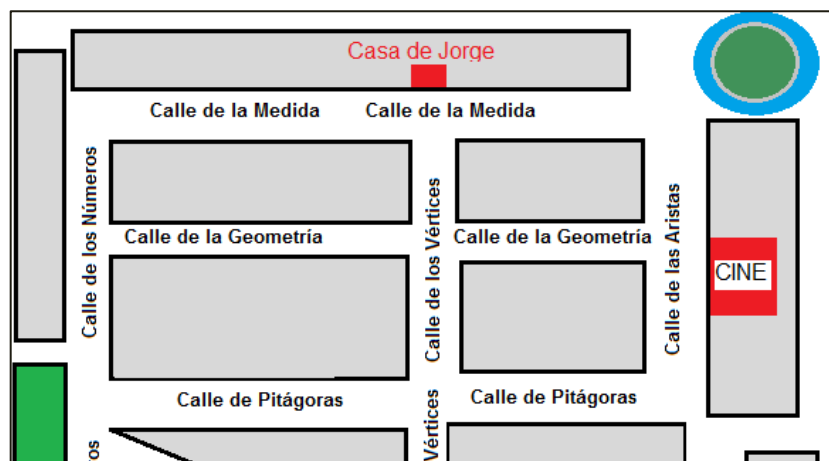 Casa de Jorge
Calle de la Medida
Calle de la Medida
Calle de los Números
Calle de la Geometría
Calle de los Vértices
Calle de la Geometría
Calle de las Aristas
CINE
Calle de Pitágoras
Calle de Pitágoras
ros
Vértices